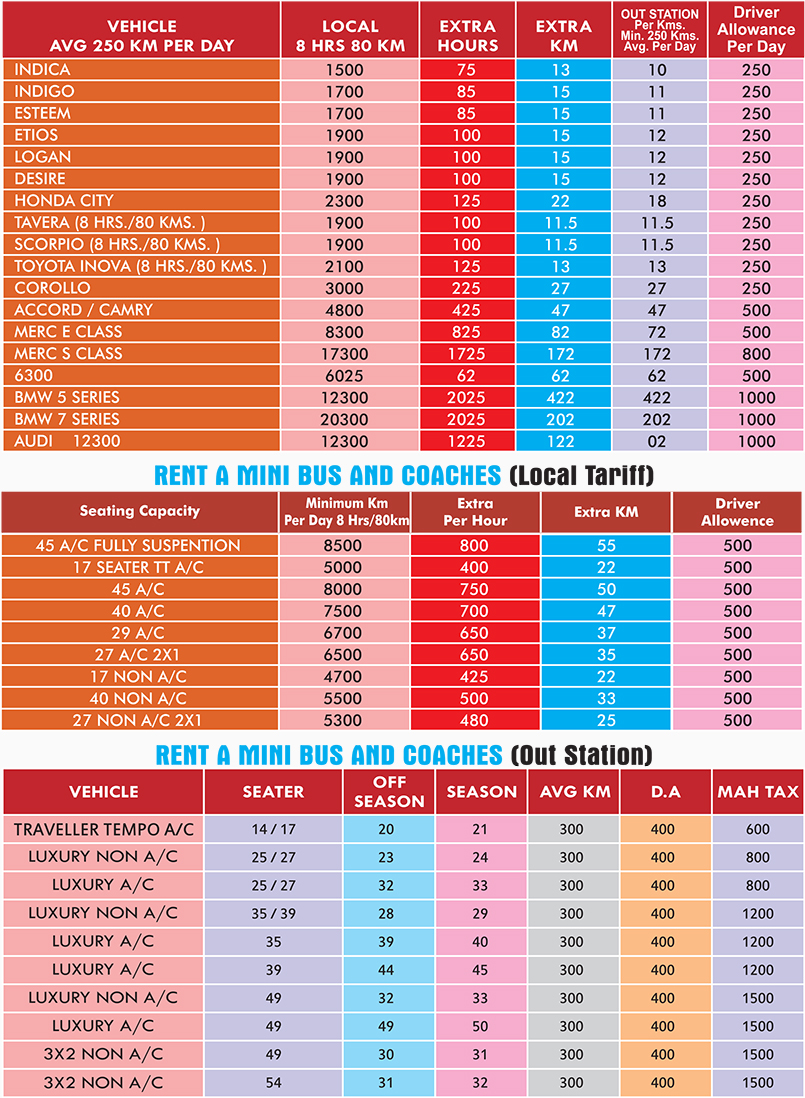 VEHICLE AVG 250 KM PER DAY LOCAL 8 HRS 80 KM EXTRA HOURS EXTRA KM OUT STATION Per Kms. Min. 250 Kms. Avg. Per Day Driver Allowance Per Day
INDICA 1500 75 13 10 250
INDIGO 1700 85 15 11 250
ESTEEM 1700 85 15 11 250
ETIOS 1900 100 15 12 250
LOGAN 1900 100 15 12 250
DESIRE 1900 100 15 12 250
HONDA CITY 2300 125 22 18 250
TAVERA (8 HRS./80 KMS. ) 1900 100 11.5 11.5 250
SCORPIO (8 HRS./80 KMS. ) 1900 100 11.5 11.5 250
TOYOTA INOVA (8 HRS./80 KMS. ) 2100 125 13 13 250
COROLLO 3000 225 27 27 250
ACCORD / CAMRY 4800 425 47 47 500
MERC E CLASS 8300 825 82 72 500
MERC S CLASS 17300 1725 172 172 800
6300 6025 62 62 62 500
BMW 5 SERIES 12300 2025 422 422 1000
BMW 7 SERIES 20300 2025 202 202 1000
AUDI 12300 12300 1225 122 02 1000
RENT A MINI BUS AND COACHES (Local Tariff)
Seating Capacity Minimum Km Per Day 8 Hrs/80km Extra Per Hour Extra KM Driver Allowence
45 A/C FULLY SUSPENTION 8500 800 55 500
17 SEATER TT A/C 5000 400 22 500
45 A/C 8000 750 50 500
40 A/C 7500 700 47 500
29 A/C 6700 650 37 500
27 A/C 2X1 6500 650 35 500
17 NON A/C 4700 425 22 500
40 NON A/C 5500 500 33 500
27 NON A/C 2X1 5300 480 25 500
RENT A MINI BUS AND COACHES (Out Station)
VEHICLE SEATER OFF SEASON SEASON AVG KM D.A MAH TAX
TRAVELLER TEMPO A/C 14 / 17 20 21 300 400 600
LUXURY NON A/C 25 / 27 23 24 300 400 800
LUXURY A/C 25 / 27 32 33 300 400 800
LUXURY NON A/C 35 / 39 28 29 300 400 1200
LUXURY A/C 35 39 40 300 400 1200
LUXURY A/C 39 44 45 300 400 1200
LUXURY NON A/C 49 32 33 300 400 1500
LUXURY A/C 49 49 50 300 400 1500
3X2 NON A/C 49 30 31 300 400 1500
3X2 NON A/C 54 31 32 300 400 1500